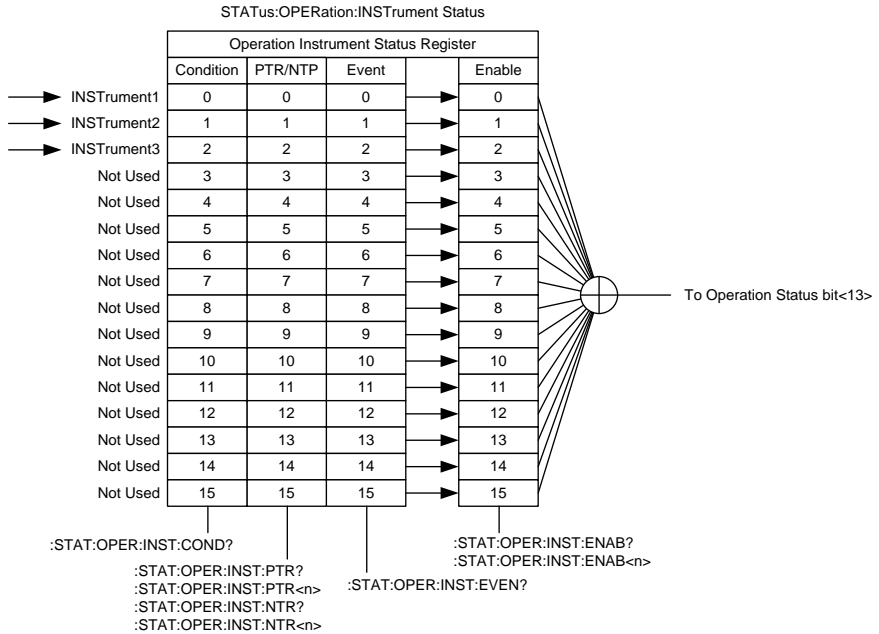 STATus:OPERation:INSTrument Status
Operation Instrument Status Register
Condition PTR/NTP Event Enable
INSTrument1 0 0 0 0
INSTrument2 1 1 1 1
INSTrument3 2 2 2 2
Not Used 3 3 3 3
Not Used 4 4 4 4
Not Used 5 5 5 5
Not Used 6 6 6 6
Not Used 7 7 7 7
To Operation Status bit<13>
Not Used 8 8 8 8
Not Used 9 9 9 9
Not Used 10 10 10 10
Not Used 11 11 11 11
Not Used 12 12 12 12
Not Used 13 13 13 13
Not Used 14 14 14 14
Not Used 15 15 15 15
:STAT:OPER:INST:COND?
:STAT:OPER:INST:PTR?
:STAT:OPER:INST:PTR<n>
:STAT:OPER:INST:NTR?
:STAT:OPER:INST:NTR<n>
:STAT:OPER:INST:EVEN?
:STAT:OPER:INST:ENAB?
:STAT:OPER:INST:ENAB<n>